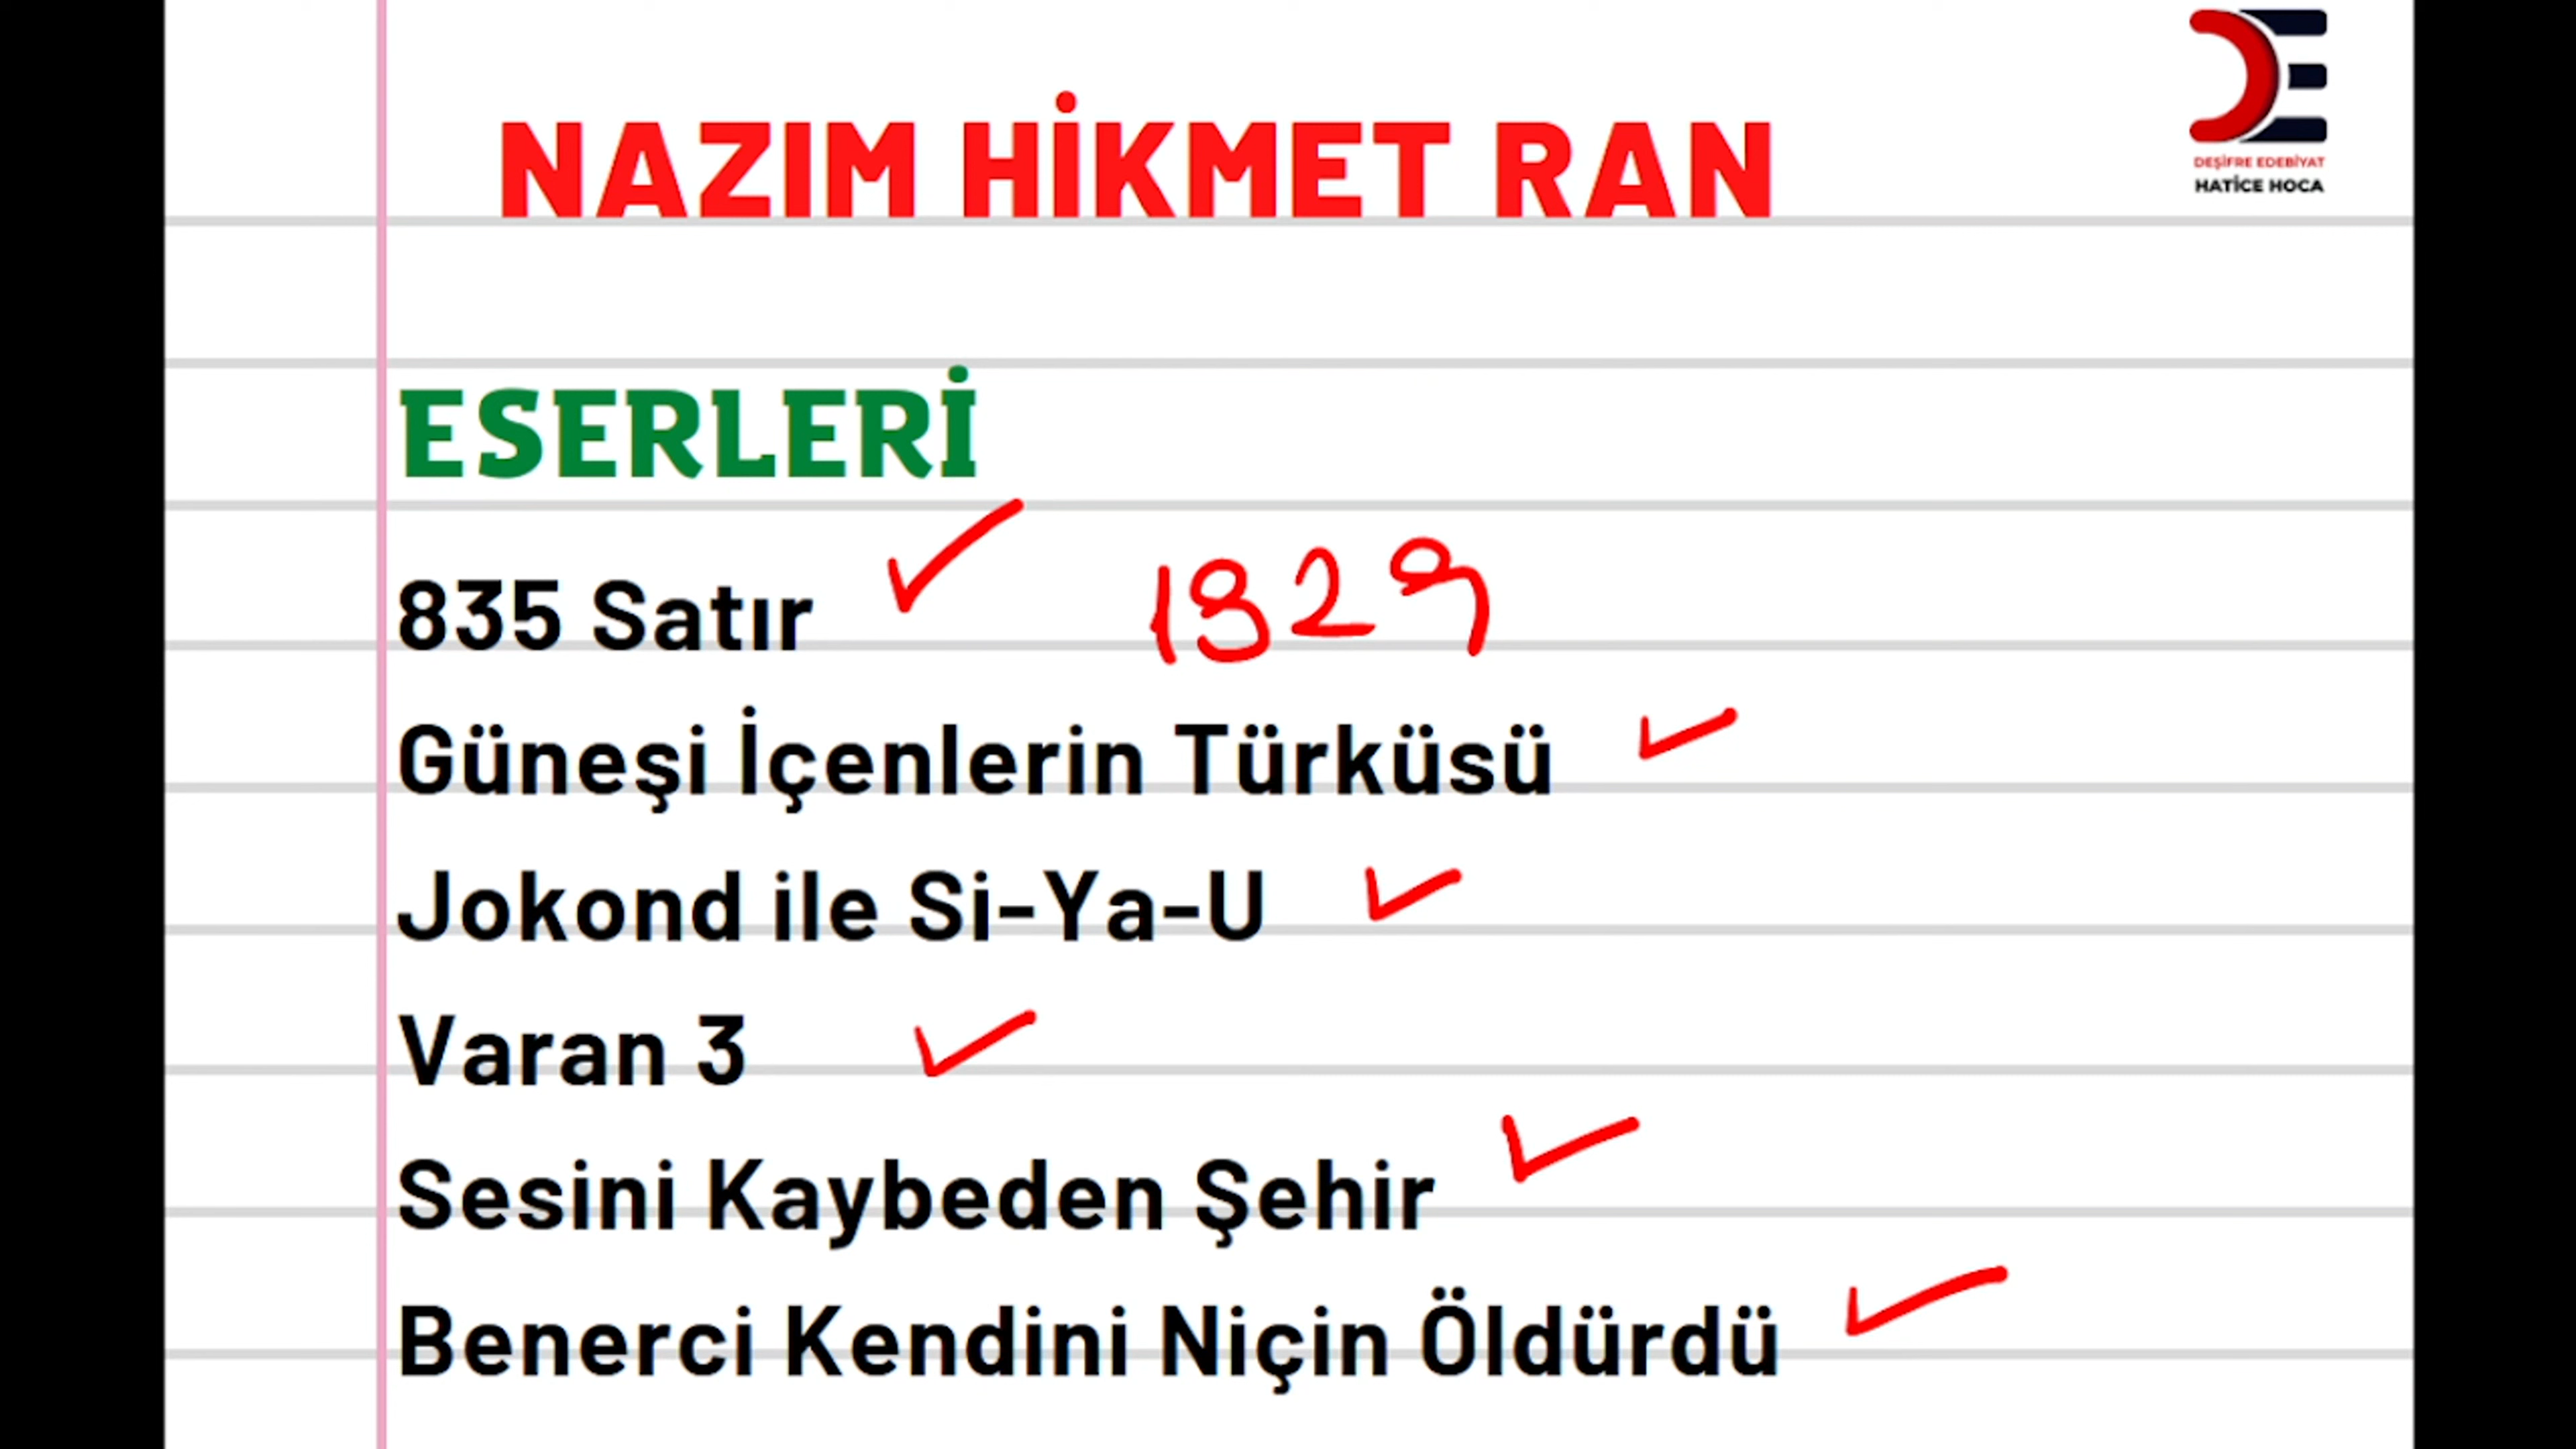 NAZIM HİKMET RAN
DEŞİFRE EDEBİYAT
HATİCE HOCA
ESERLERİ
835 Satır 1929
Güneşi İçenlerin Türküsü
Jokond ile Si-Ya-U
Varan 3
Sesini Kaybeden Şehir
Benerci Kendini Niçin Öldürdü